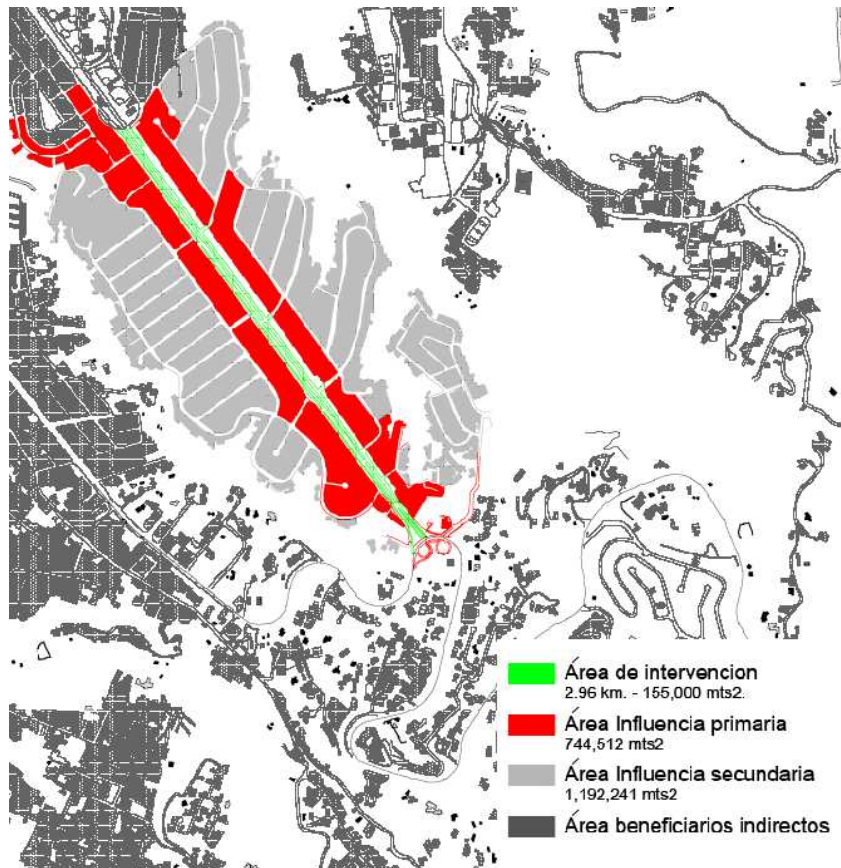 Área de intervencion
2.96 km. - 155,000 mts2.
Área Influencia primaria
744,512 mts2
Área Influencia secundaria
1,192,241 mts2
Área beneficiarios indirectos